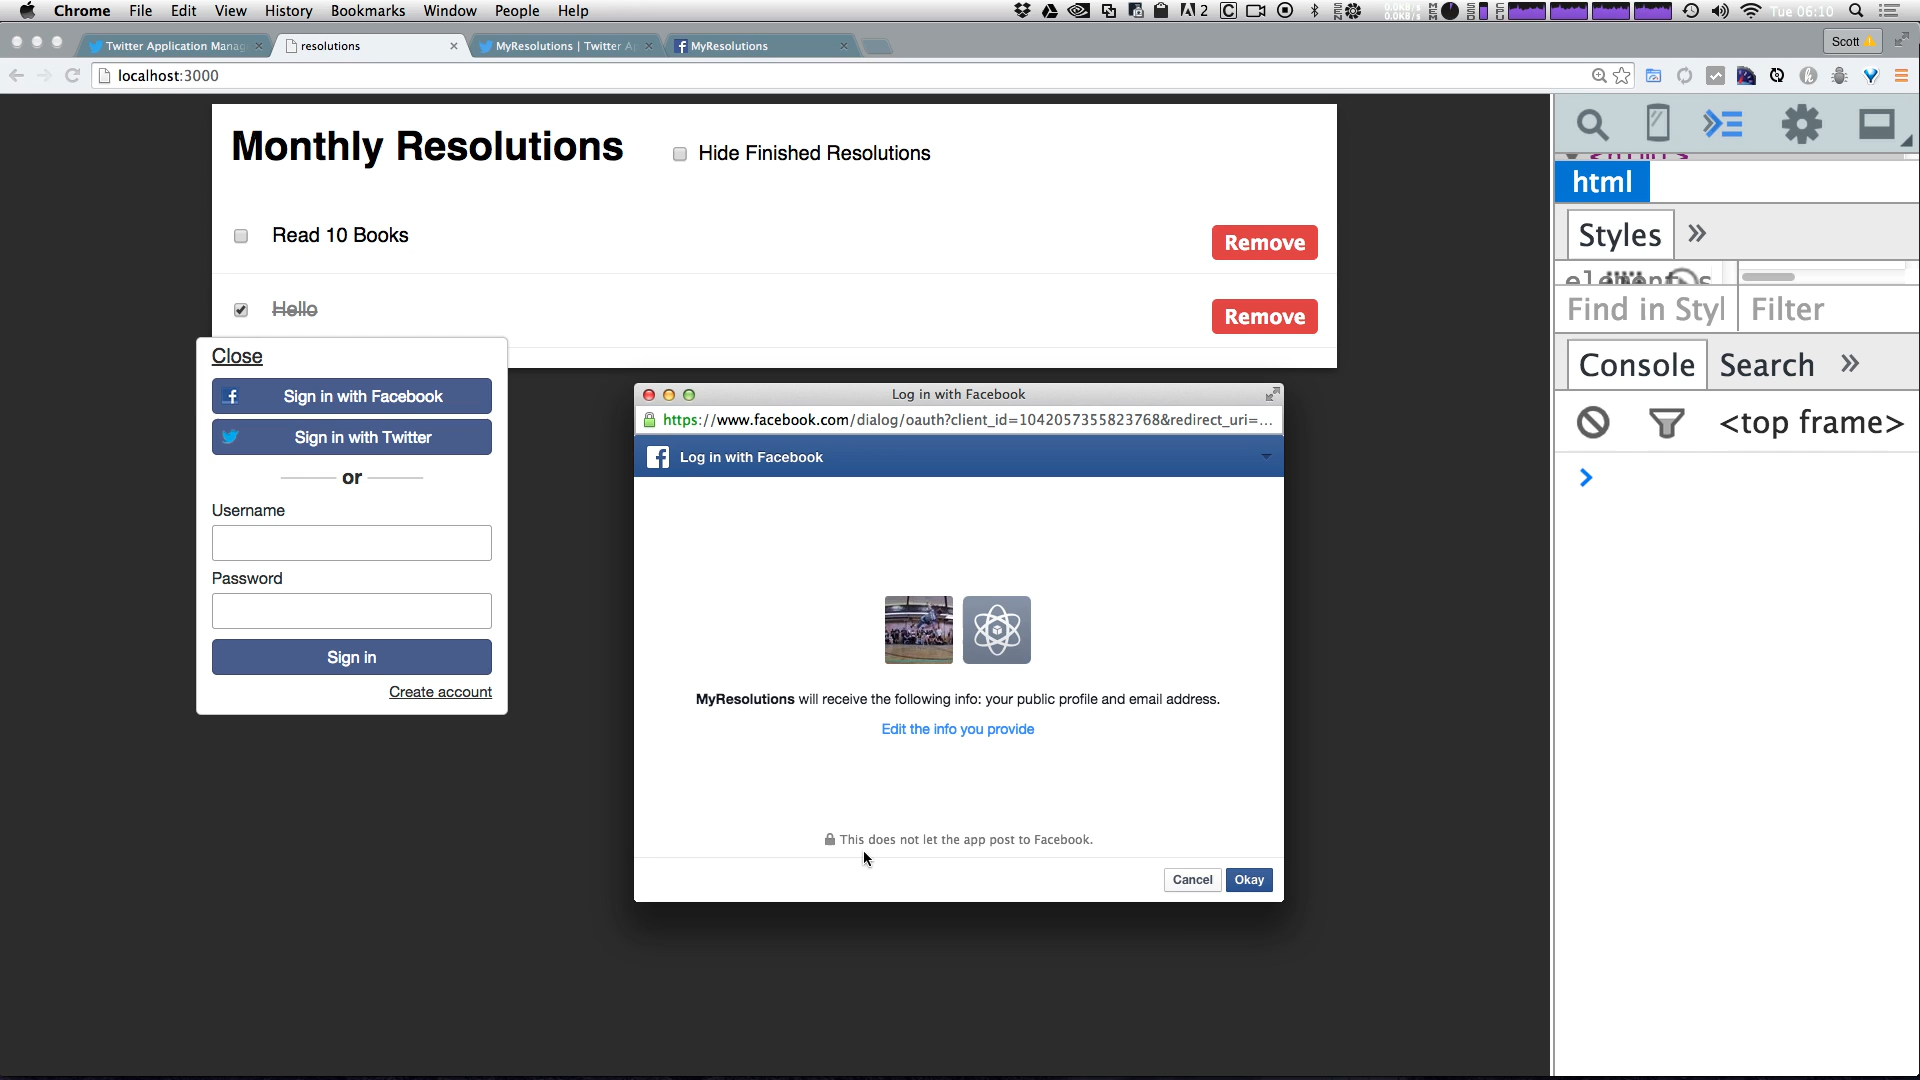 Chrome File Edit View History Bookmarks Window People Help
2
Tue 06:10
Twitter Application Manag
resolutions
MyResolutions | Twitter A
MyResolutions
Scott
localhost:3000
Monthly Resolutions
Hide Finished Resolutions
Read 10 Books
Remove
Hello
Remove
Close
Sign in with Facebook
Sign in with Twitter
or
Username
Password
Sign in
Create account
Log in with Facebook
https://www.facebook.com/dialog/oauth?client_id=1042057355823768&redirect_uri=...
Log in with Facebook
MyResolutions will receive the following info: your public profile and email address.
Edit the info you provide
This does not let the app post to Facebook.
Cancel Okay
html
Styles »
Find in Styl
Filter
Console Search »
<top frame>